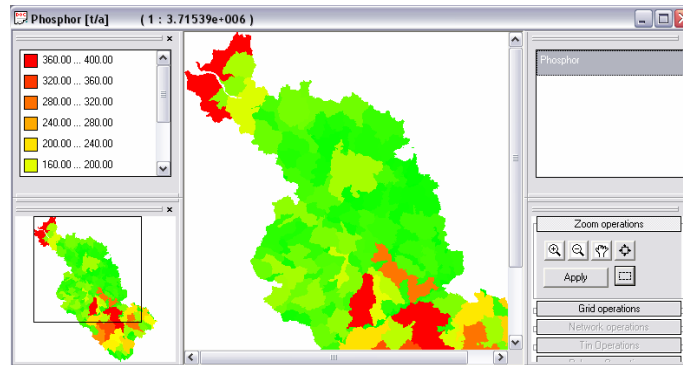 Phosphor [t/a] ( 1 : 3.71539e+006 )
360.00 ... 400.00
320.00 ... 360.00
280.00 ... 320.00
240.00 ... 280.00
200.00 ... 240.00
160.00 ... 200.00
Phosphor
Zoom operations
Apply
Grid operations
Network operations
Tin Operations